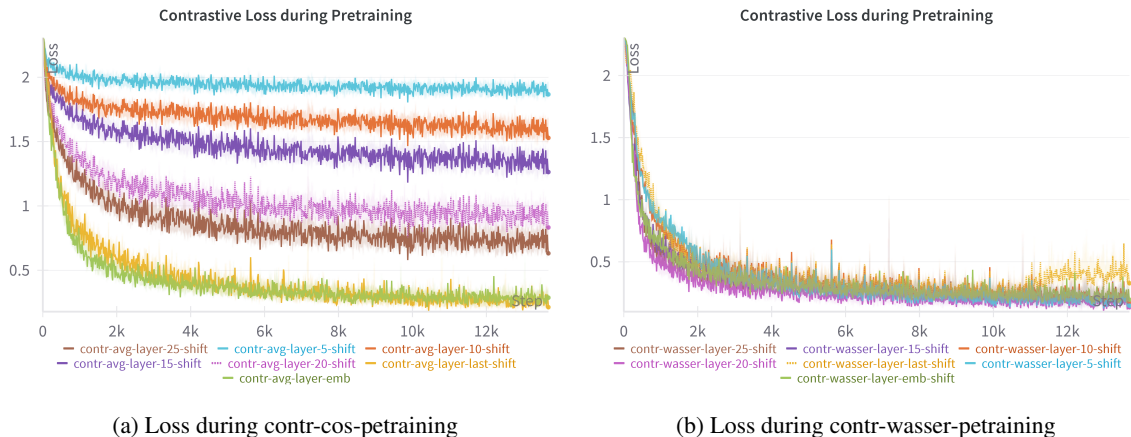 Contrastive Loss during Pretraining
Loss
2
1.5
1
0.5
Step
0 2k 4k 6k 8k 10k 12k
contr-avg-layer-25-shift contr-avg-layer-5-shift contr-avg-layer-10-shift
contr-avg-layer-15-shift contr-avg-layer-20-shift contr-avg-layer-last-shift
contr-avg-layer-emb
(a) Loss during contr-cos-petraining
Contrastive Loss during Pretraining
Loss
2
1.5
1
0.5
Step
0 2k 4k 6k 8k 10k 12k
contr-wasser-layer-25-shift contr-wasser-layer-15-shift contr-wasser-layer-10-shift
contr-wasser-layer-20-shift contr-wasser-layer-last-shift contr-wasser-layer-5-shift
contr-wasser-layer-emb-shift
(b) Loss during contr-wasser-petraining